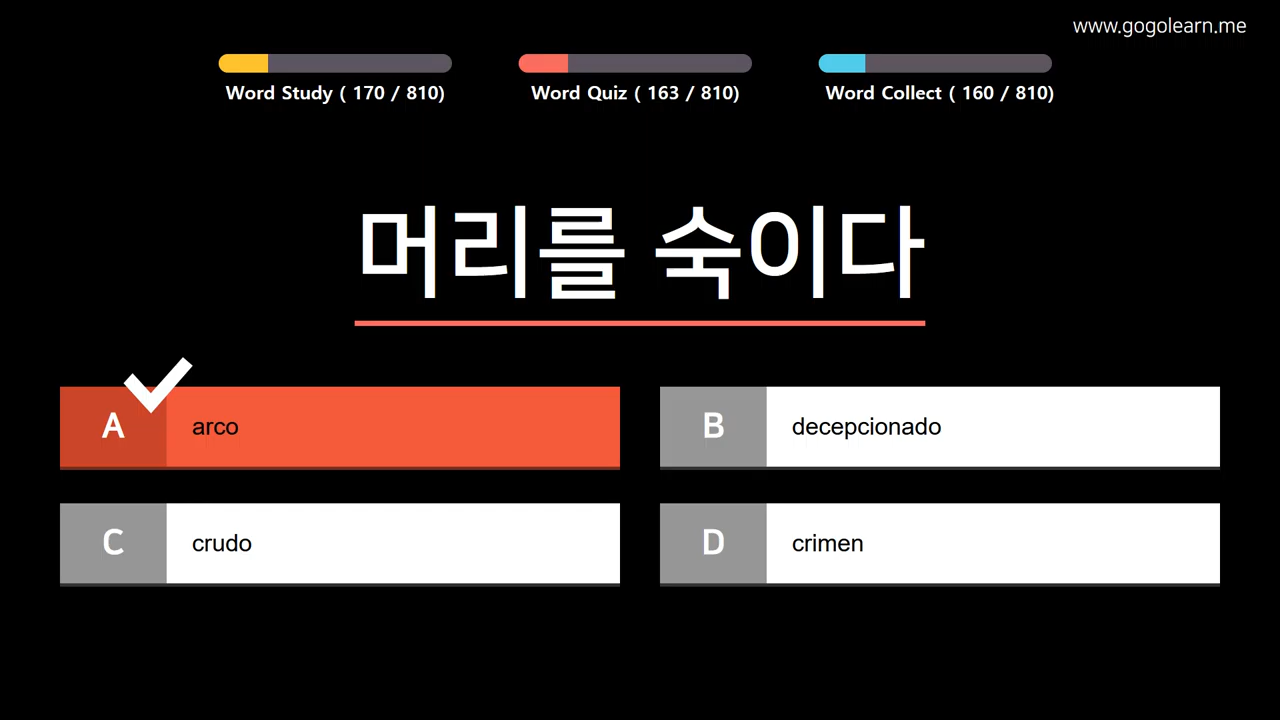 www.gogolearn.me
Word Study ( 170 / 810)
Word Quiz ( 163 / 810)
Word Collect ( 160 / 810)
머리를 숙이다
A arco
B decepcionado
C crudo
D crimen